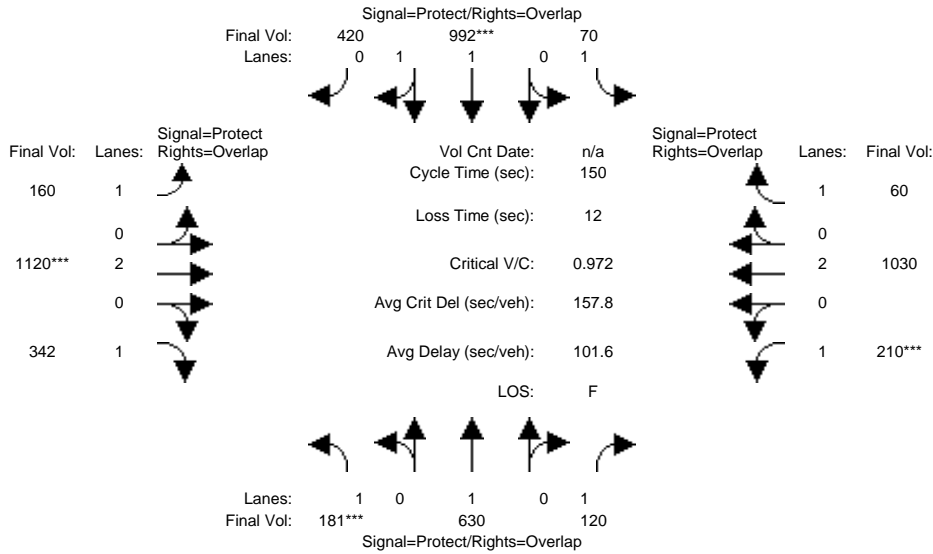 Signal=Protect/Rights=Overlap
Final Vol: 420 992*** 70
Lanes: 0 1 1 0 1
Signal=Protect
Final Vol: Lanes: Rights=Overlap
Vol Cnt Date: n/a
Signal=Protect
Rights=Overlap Lanes: Final Vol:
Cycle Time (sec): 150
160 1
1 60
Loss Time (sec): 12
0
0
1120*** 2
Critical V/C: 0.972
2 1030
0
Avg Crit Del (sec/veh): 157.8
0
342 1
Avg Delay (sec/veh): 101.6
1 210***
LOS: F
Lanes: 1 0 1 0 1
Final Vol: 181*** 630 120
Signal=Protect/Rights=Overlap